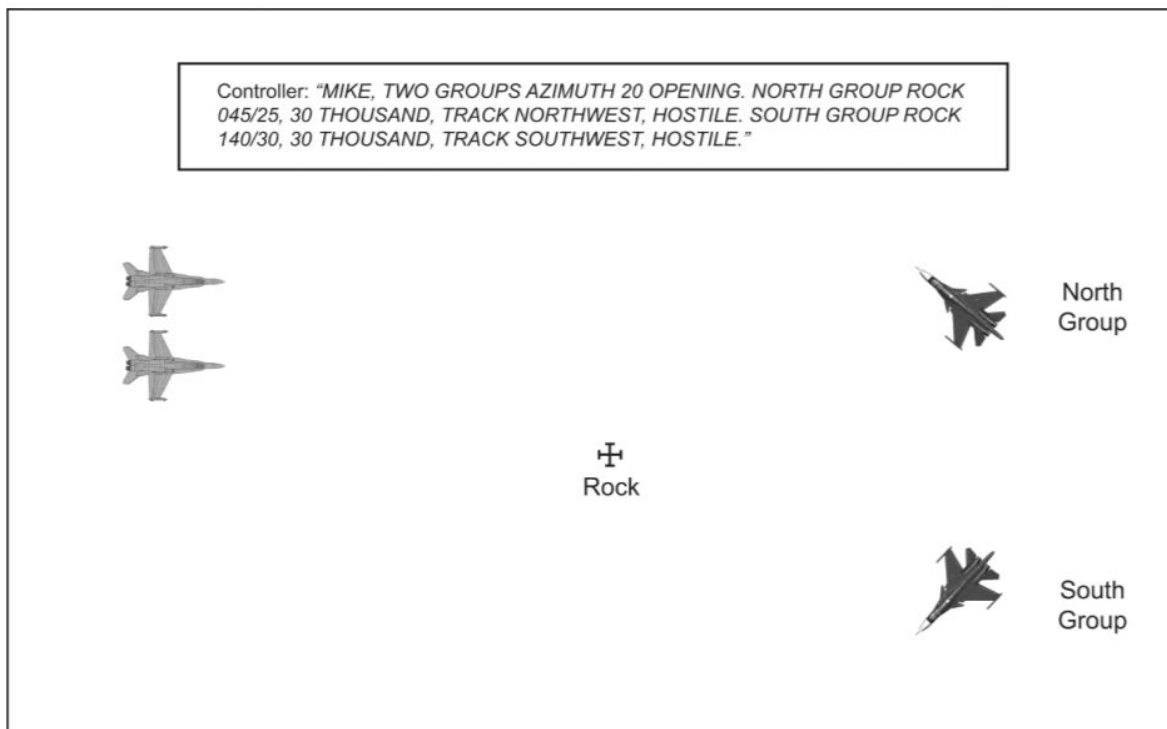 Controller: “MIKE, TWO GROUPS AZIMUTH 20 OPENING. NORTH GROUP ROCK
045/25, 30 THOUSAND, TRACK NORTHWEST, HOSTILE. SOUTH GROUP ROCK
140/30, 30 THOUSAND, TRACK SOUTHWEST, HOSTILE.”
North
Group
Rock
South
Group